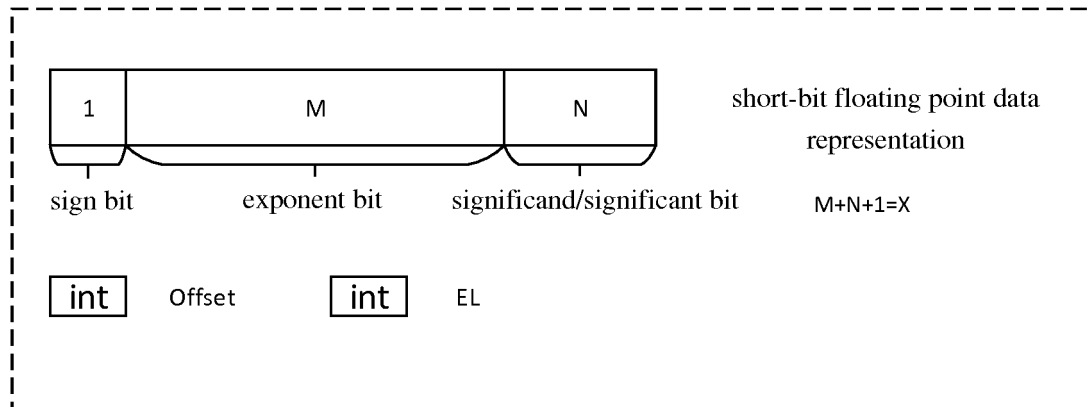 1 M N
short-bit floating point data
representation
sign bit exponent bit significand/significant bit
M+N+1=X
int Offset int EL